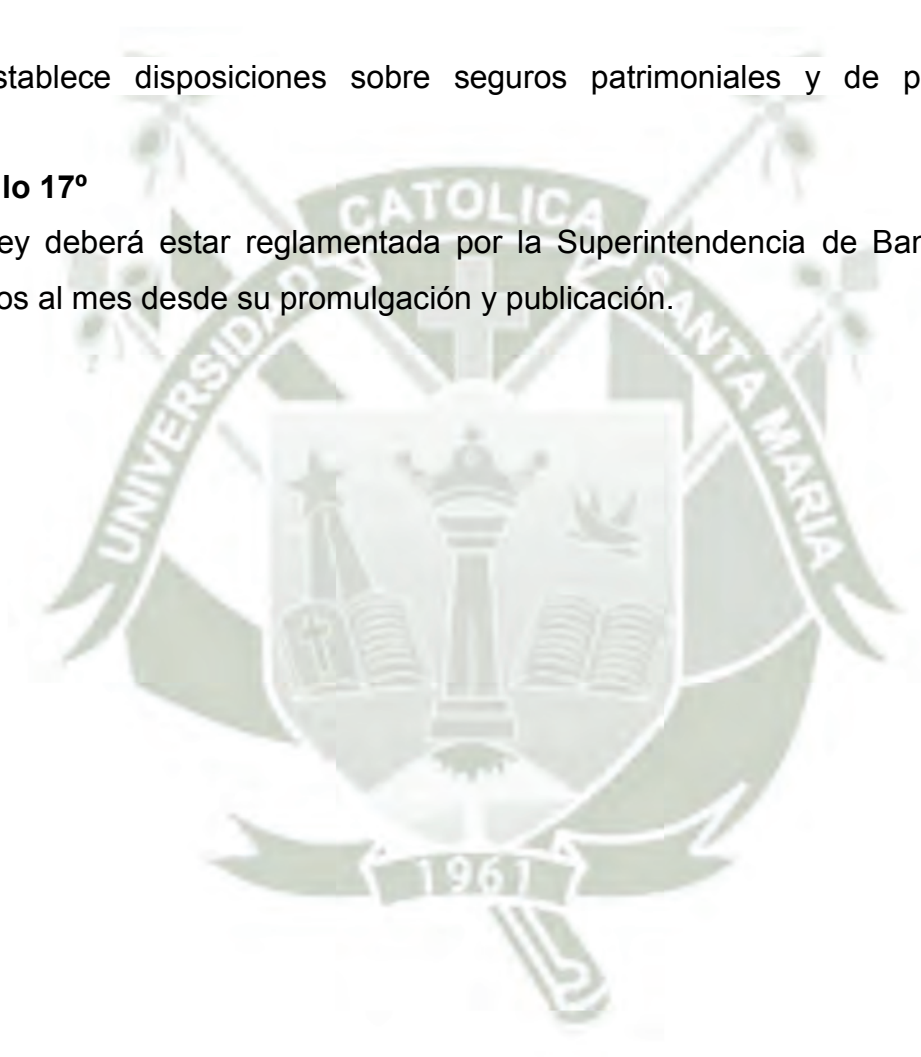 stablece disposiciones sobre seguros patrimoniales y de p
lo 17º
ey deberá estar reglamentada por la Superintendencia de Ban
os al mes desde su promulgación y publicación.
UNIVERSIDAD CATOLICA SANTA MARIA
1961